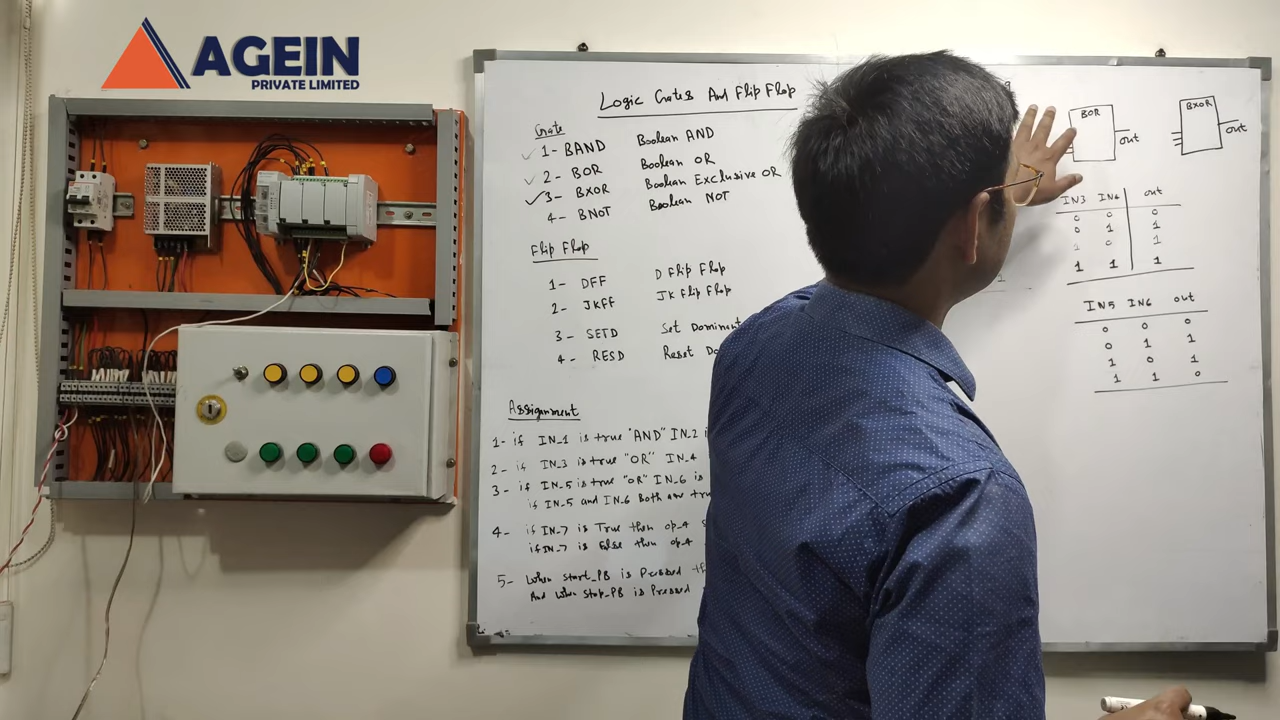 AGEIN
PRIVATE LIMITED
Logic Gates And Flip Flop
Gate
1- BAND Boolean AND
2- BOR Boolean OR
3- BXOR Boolean Exclusive OR
4- BNOT Boolean NOT
Flip Flop
1- DFF D Flip Flop
2- JKFF JK Flip Flop
3- SETD Set Dominent
4- RESD Reset Do
Assignment
1- if IN_1 is true "AND" IN_2 i
2- if IN_3 is true "OR" IN_4
3- if IN_5 is true "OR" IN_6 is
if IN_5 and IN_6 Both are tru
4- if IN_7 is True then op_4
if IN_7 is False then op_4
5- When Start_PB is Pressed th
And when Stop_PB is Pressed
BOR
out
BXOR
out
IN3 IN4 out
0 0 0
0 1 1
1 0 1
1 1 1
IN5 IN6 out
0 0 0
0 1 1
1 0 1
1 1 0